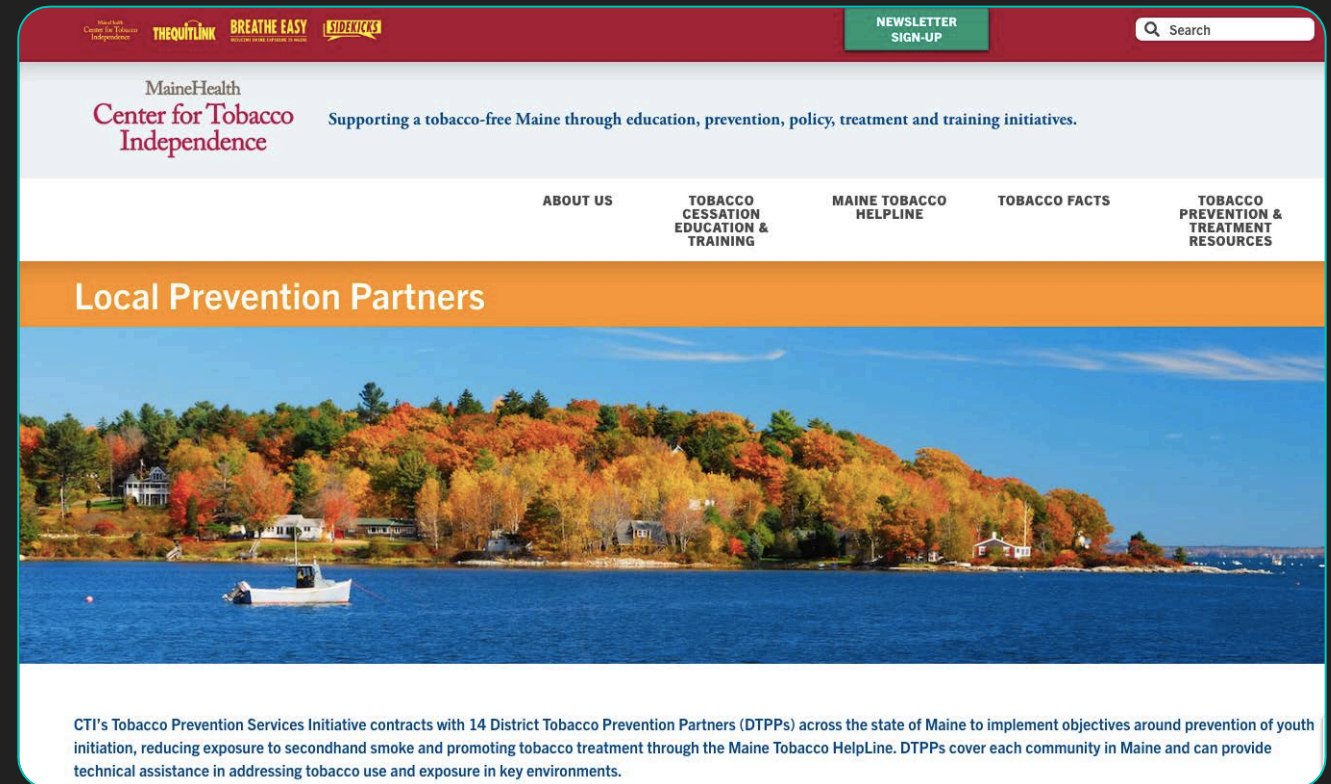 MaineHealth
Center for Tobacco
Independence
THEQUITLINK
BREATHE EASY
SIDEKICKS
NEWSLETTER
SIGN-UP
Search
MaineHealth
Center for Tobacco
Independence
Supporting a tobacco-free Maine through education, prevention, policy, treatment and training initiatives.
ABOUT US
TOBACCO
CESSATION
EDUCATION &
TRAINING
MAINE TOBACCO
HELPLINE
TOBACCO FACTS
TOBACCO
PREVENTION &
TREATMENT
RESOURCES
Local Prevention Partners
CTI's Tobacco Prevention Services Initiative contracts with 14 District Tobacco Prevention Partners (DTPPs) across the state of Maine to implement objectives around prevention of youth
initiation, reducing exposure to secondhand smoke and promoting tobacco treatment through the Maine Tobacco HelpLine. DTPPs cover each community in Maine and can provide
technical assistance in addressing tobacco use and exposure in key environments.